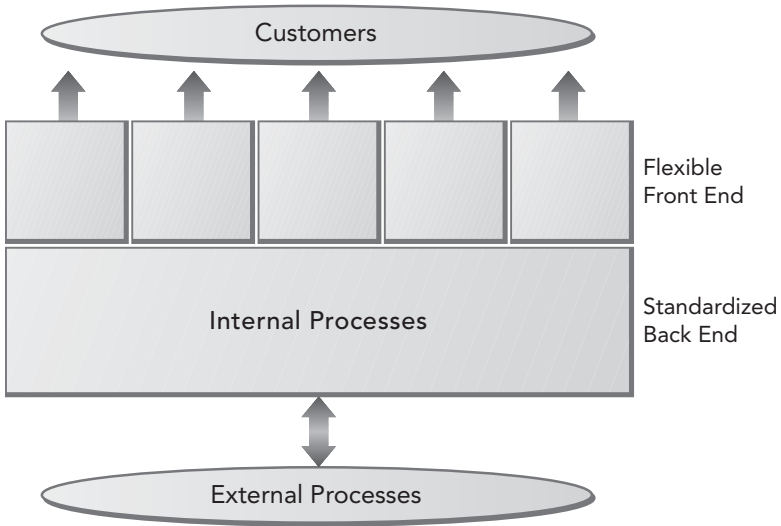 Customers
Flexible
Front End
Internal Processes
Standardized
Back End
External Processes